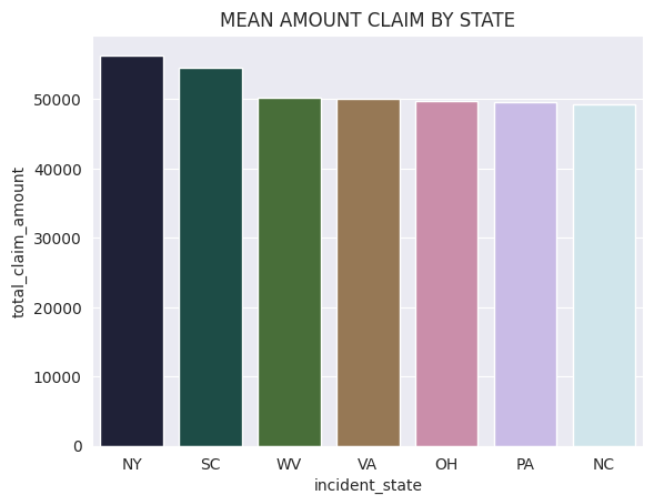 MEAN AMOUNT CLAIM BY STATE
total_claim_amount
50000
40000
30000
20000
10000
0
NY SC WV VA OH PA NC
incident_state